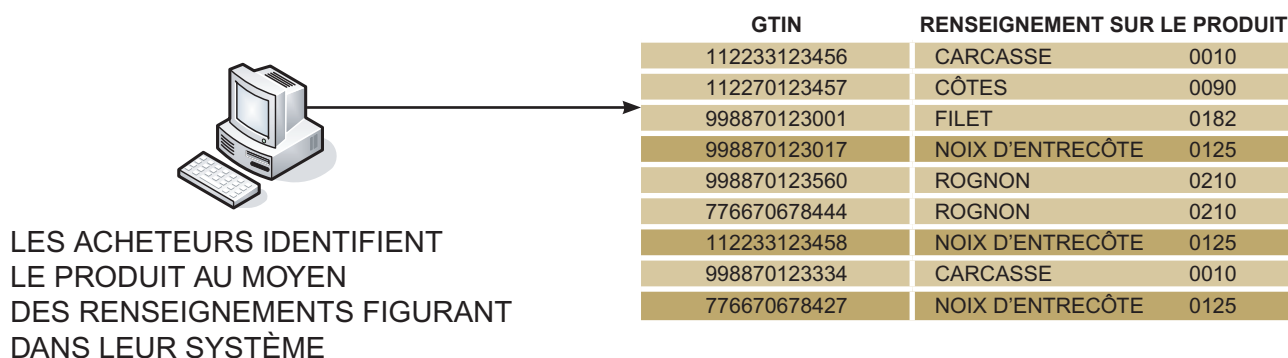 GTIN RENSEIGNEMENT SUR LE PRODUIT
112233123456 CARCASSE 0010
112270123457 CÔTES 0090
998870123001 FILET 0182
998870123017 NOIX D’ENTRECÔTE 0125
998870123560 ROGNON 0210
776670678444 ROGNON 0210
112233123458 NOIX D’ENTRECÔTE 0125
998870123334 CARCASSE 0010
776670678427 NOIX D’ENTRECÔTE 0125
LES ACHETEURS IDENTIFIENT
LE PRODUIT AU MOYEN
DES RENSEIGNEMENTS FIGURANT
DANS LEUR SYSTÈME